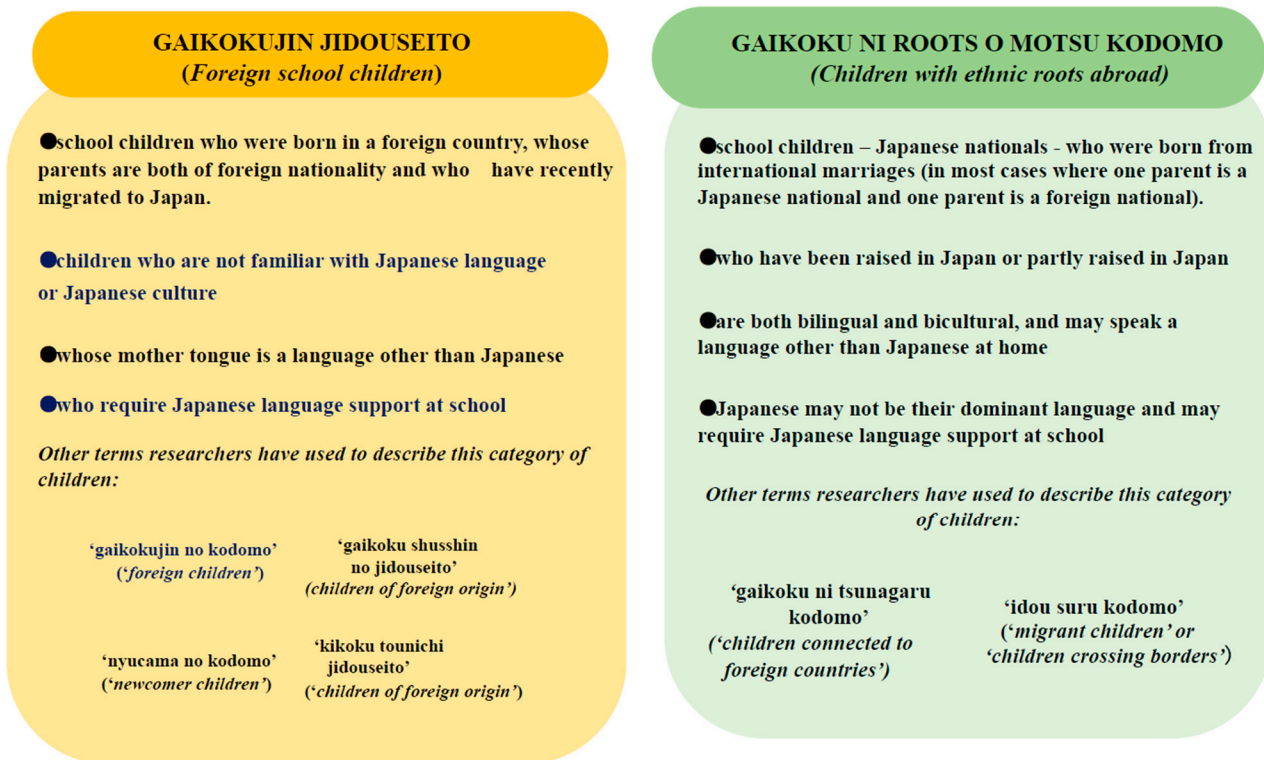 GAIKOKUJIN JIDOUSEITO
(Foreign school children)
●school children who were born in a foreign country, whose
parents are both of foreign nationality and who have recently
migrated to Japan.
●children who are not familiar with Japanese language
or Japanese culture
●whose mother tongue is a language other than Japanese
●who require Japanese language support at school
Other terms researchers have used to describe this category of
children:
‘gaikokujin no kodomo’
(‘foreign children’)
‘gaikoku shusshin
no jidouseito’
(children of foreign origin’)
‘nyucama no kodomo’
(‘newcomer children’)
‘kikoku tounichi
jidouseito’
(‘children of foreign origin’)
GAIKOKU NI ROOTS O MOTSU KODOMO
(Children with ethnic roots abroad)
●school children – Japanese nationals - who were born from
international marriages (in most cases where one parent is a
Japanese national and one parent is a foreign national).
●who have been raised in Japan or partly raised in Japan
●are both bilingual and bicultural, and may speak a
language other than Japanese at home
●Japanese may not be their dominant language and may
require Japanese language support at school
Other terms researchers have used to describe this category
of children:
‘gaikoku ni tsunagaru
kodomo’
(‘children connected to
foreign countries’)
‘idou suru kodomo’
(‘migrant children’ or
‘children crossing borders’)